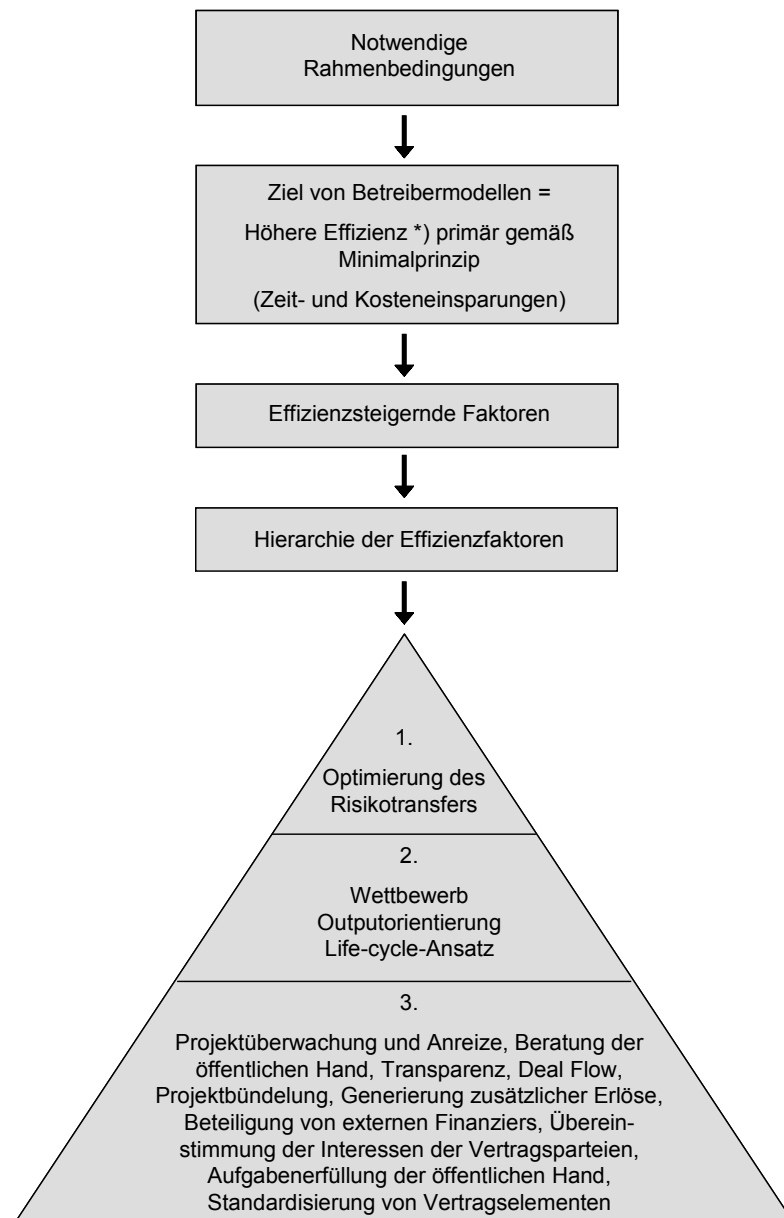 Notwendige
Rahmenbedingungen
Ziel von Betreibermodellen =
Höhere Effizienz *) primär gemäß
Minimalprinzip
(Zeit- und Kosteneinsparungen)
Effizienzsteigernde Faktoren
Hierarchie der Effizienzfaktoren
1.
Optimierung des
Risikotransfers
2.
Wettbewerb
Outputorientierung
Life-cycle-Ansatz
3.
Projektüberwachung und Anreize, Beratung der
öffentlichen Hand, Transparenz, Deal Flow,
Projektbündelung, Generierung zusätzlicher Erlöse,
Beteiligung von externen Finanziers, Überein-
stimmung der Interessen der Vertragsparteien,
Aufgabenerfüllung der öffentlichen Hand,
Standardisierung von Vertragselementen